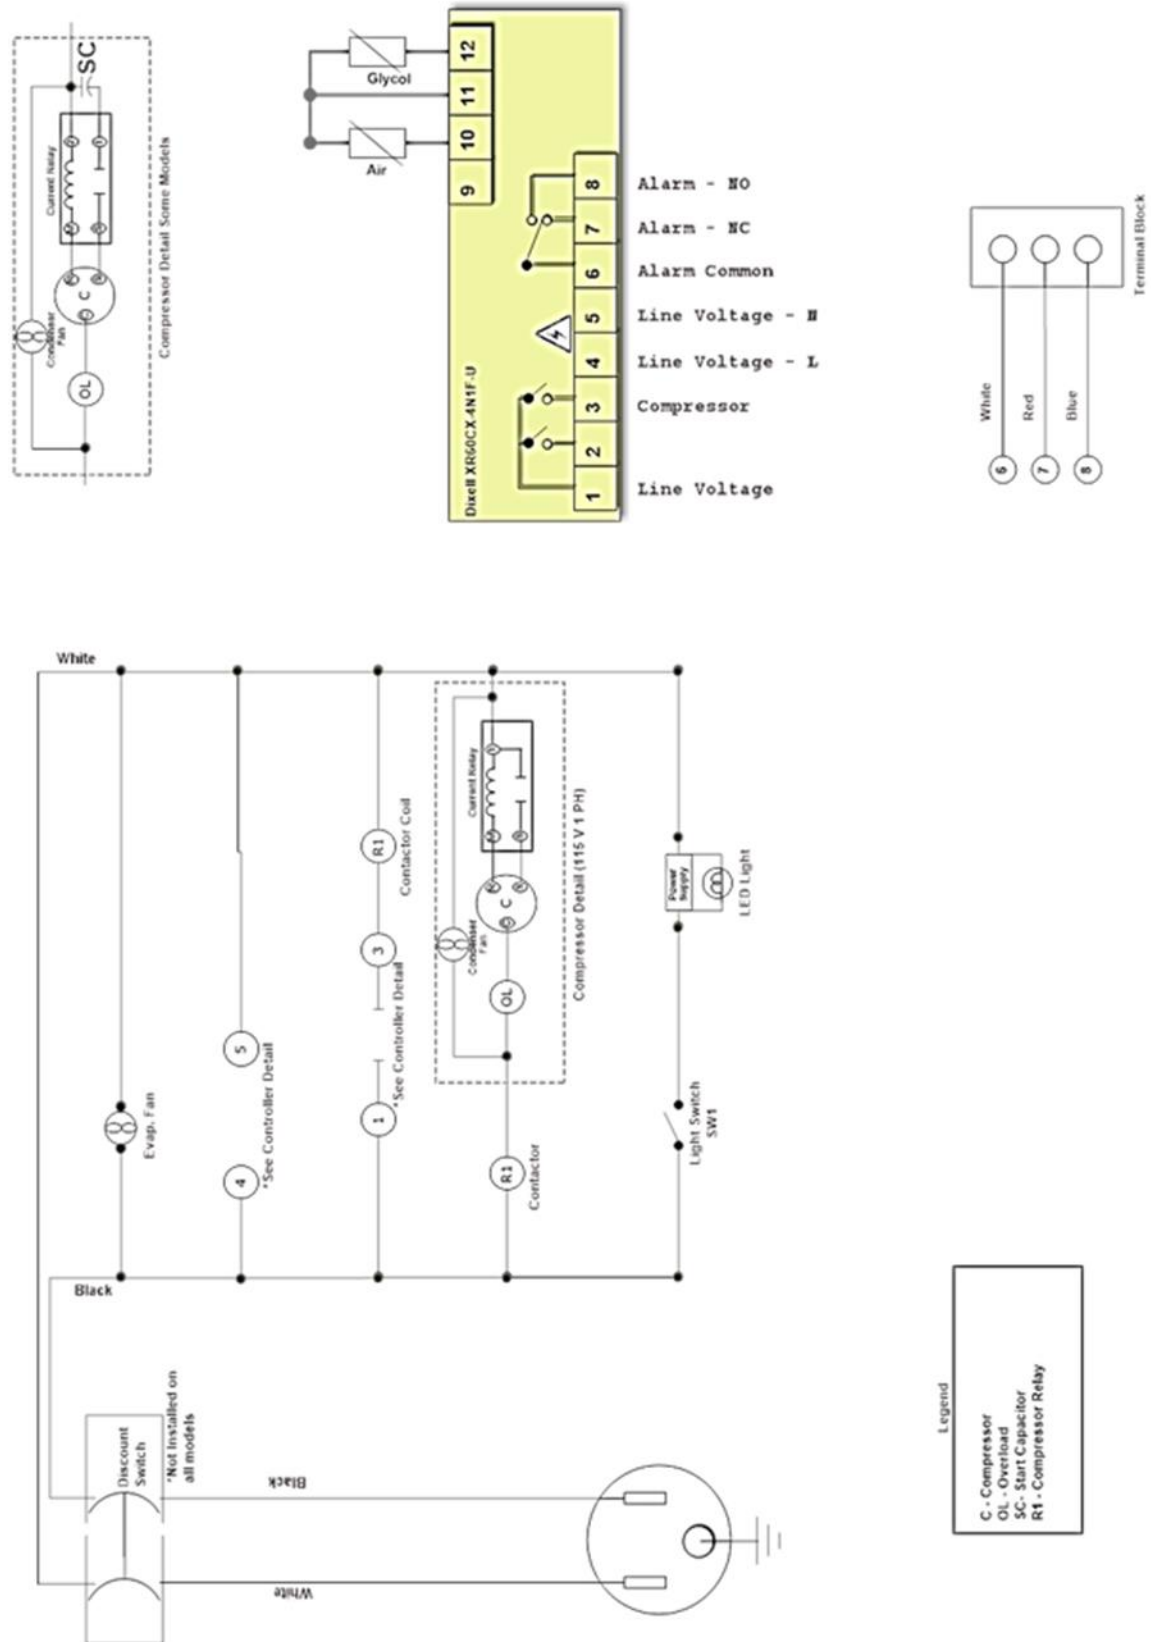 SC
Current Relay
M
C
Condenser
Fan
OL
Compressor Detail Some Models
Glycol
Air
12
11
10
9
8
7
6
5
4
3
2
1
Dixell XR60CX-4N1F-U
Alarm - NO
Alarm - NC
Alarm Common
Line Voltage - N
Line Voltage - L
Compressor
Line Voltage
Terminal Block
White
Red
Blue
6
7
8
White
Black
Evap. Fan
5
4
*See Controller Detail
R1
Contactor Coil
3
1
*See Controller Detail
Current Relay
M
C
Condenser
Fan
OL
Compressor Detail (115 V 1 PH)
R1
Contactor
Power
Supply
LED Light
Light Switch
SW1
Discount
Switch
*Not Installed on
all models
Black
White
Legend
C - Compressor
OL - Overload
SC- Start Capacitor
R1 - Compressor Relay